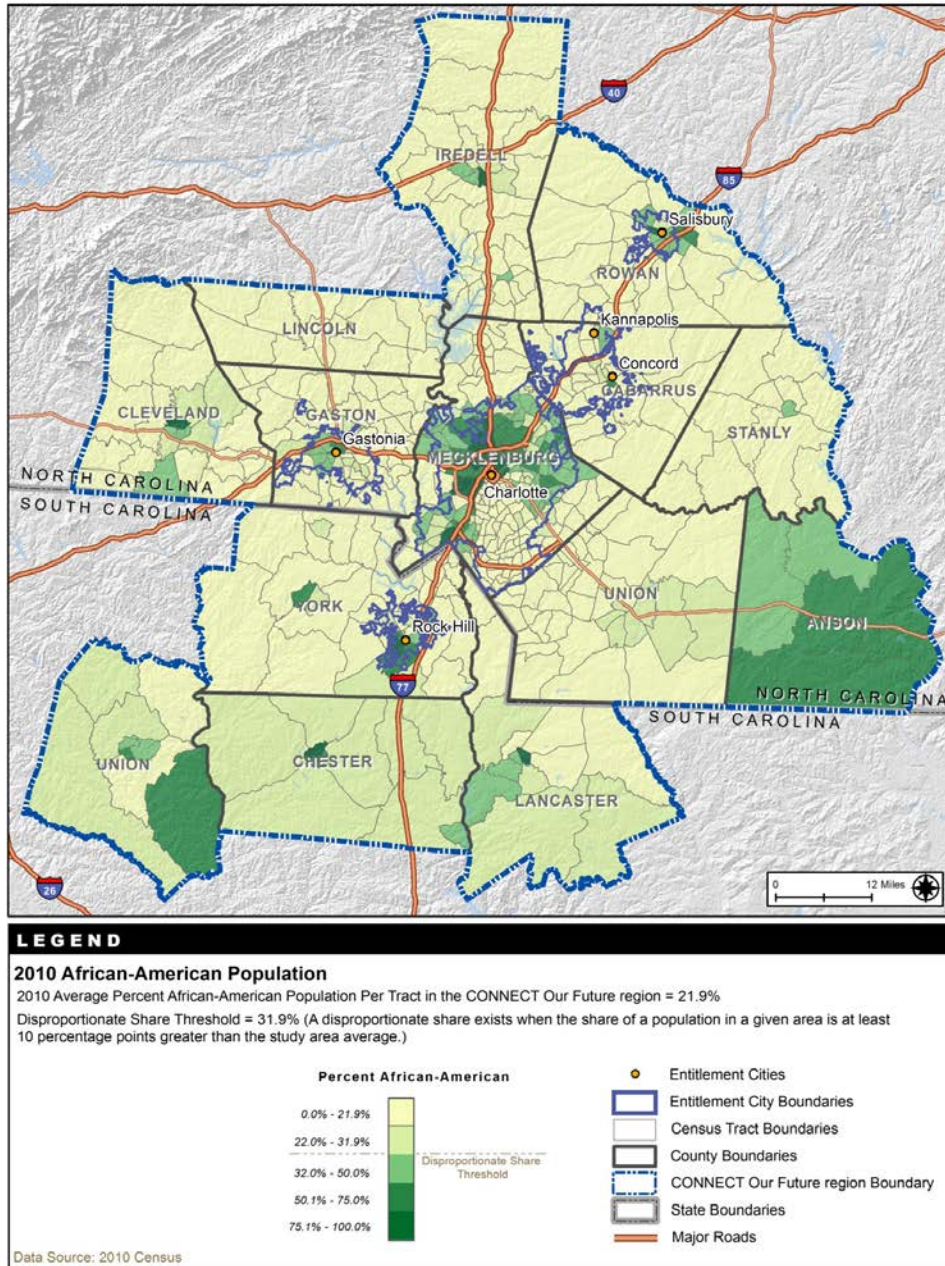 40
IREDELL
85
Salisbury
ROWAN
Kannapolis
LINCOLN
Concord
CABARRUS
CLEVELAND
GASTON
STANLY
Gastonia
MECKLENBURG
NORTH CAROLINA
Charlotte
SOUTH CAROLINA
YORK
UNION
ANSON
Rock Hill
77
NORTH CAROLINA
SOUTH CAROLINA
UNION
CHESTER
LANCASTER
26
0 12 Miles
LEGEND
2010 African-American Population
2010 Average Percent African-American Population Per Tract in the CONNECT Our Future region = 21.9%
Disproportionate Share Threshold = 31.9% (A disproportionate share exists when the share of a population in a given area is at least
10 percentage points greater than the study area average.)
Percent African-American
0.0% - 21.9%
22.0% - 31.9%
Disproportionate Share
Threshold
32.0% - 50.0%
50.1% - 75.0%
75.1% - 100.0%
Entitlement Cities
Entitlement City Boundaries
Census Tract Boundaries
County Boundaries
CONNECT Our Future region Boundary
State Boundaries
Major Roads
Data Source: 2010 Census